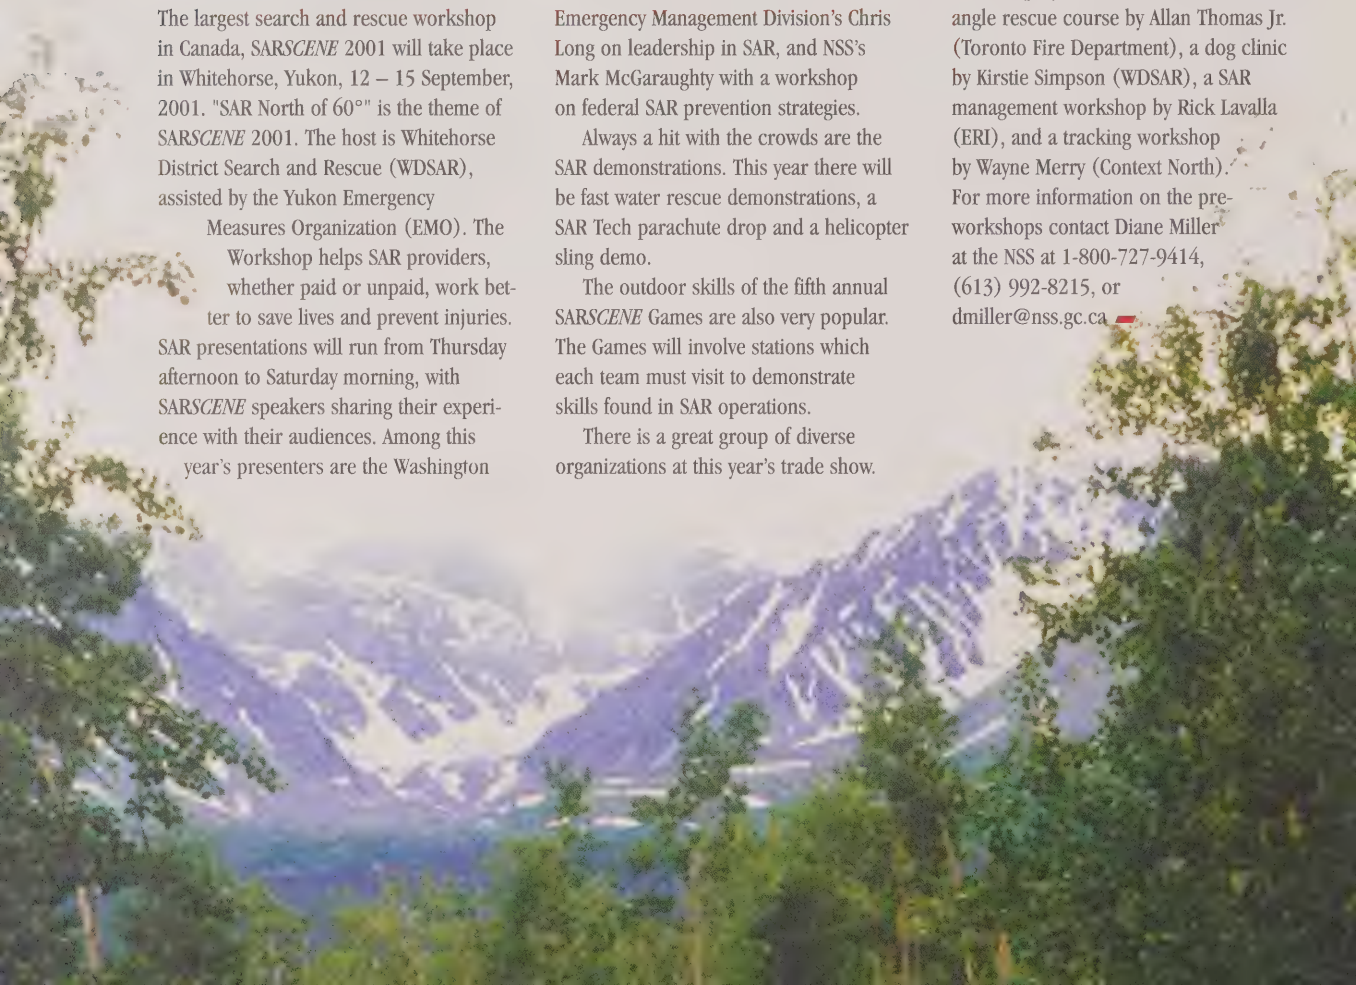 The largest search and rescue workshop
in Canada, SARSCENE 2001 will take place
in Whitehorse, Yukon, 12 – 15 September,
2001. "SAR North of 60°" is the theme of
SARSCENE 2001. The host is Whitehorse
District Search and Rescue (WDSAR),
assisted by the Yukon Emergency
Measures Organization (EMO). The
Workshop helps SAR providers,
whether paid or unpaid, work bet-
ter to save lives and prevent injuries.
SAR presentations will run from Thursday
afternoon to Saturday morning, with
SARSCENE speakers sharing their experi-
ence with their audiences. Among this
year's presenters are the Washington
Emergency Management Division's Chris
Long on leadership in SAR, and NSS's
Mark McGaraughty with a workshop
on federal SAR prevention strategies.
Always a hit with the crowds are the
SAR demonstrations. This year there will
be fast water rescue demonstrations, a
SAR Tech parachute drop and a helicopter
sling demo.
The outdoor skills of the fifth annual
SARSCENE Games are also very popular.
The Games will involve stations which
each team must visit to demonstrate
skills found in SAR operations.
There is a great group of diverse
organizations at this year's trade show.
angle rescue course by Allan Thomas Jr.
(Toronto Fire Department), a dog clinic
by Kirstie Simpson (WDSAR), a SAR
management workshop by Rick Lavalla
(ERI), and a tracking workshop
by Wayne Merry (Context North).
For more information on the pre-
workshops contact Diane Miller
at the NSS at 1-800-727-9414,
(613) 992-8215, or
dmiller@nss.gc.ca